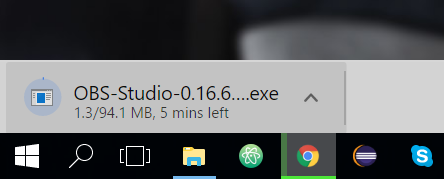 OBS-Studio-0.16.6....exe
1.3/94.1 MB, 5 mins left